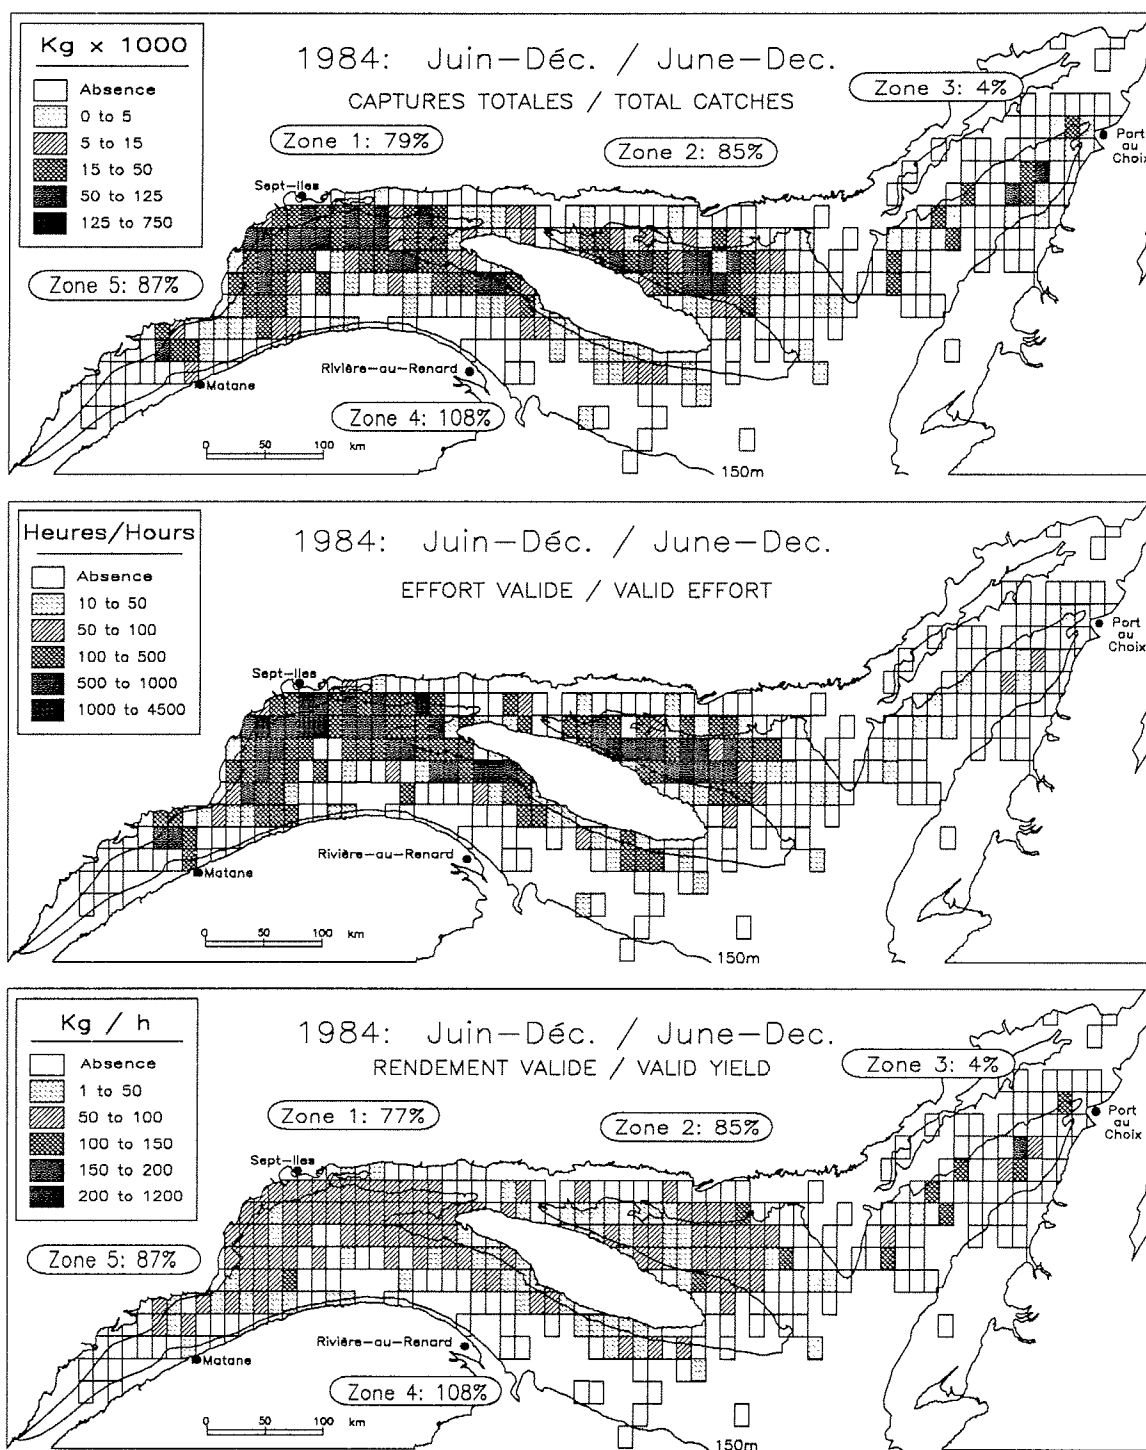 Kg x 1000
Absence
0 to 5
5 to 15
15 to 50
50 to 125
125 to 750
1984: Juin-Déc. / June-Dec.
CAPTURES TOTALES / TOTAL CATCHES
Zone 3: 4%
Zone 1: 79%
Zone 2: 85%
Port
au
Choix
Sept-Iles
Zone 5: 87%
Rivière-au-Renard
Matane
Zone 4: 108%
0 50 100 km
150m
Heures/Hours
Absence
10 to 50
50 to 100
100 to 500
500 to 1000
1000 to 4500
1984: Juin-Déc. / June-Dec.
EFFORT VALIDE / VALID EFFORT
Port
au
Choix
Sept-Iles
Rivière-au-Renard
Matane
0 50 100 km
150m
Kg / h
Absence
1 to 50
50 to 100
100 to 150
150 to 200
200 to 1200
1984: Juin-Déc. / June-Dec.
RENDEMENT VALIDE / VALID YIELD
Zone 3: 4%
Zone 1: 77%
Zone 2: 85%
Port
au
Choix
Sept-Iles
Zone 5: 87%
Rivière-au-Renard
Matane
Zone 4: 108%
0 50 100 km
150m